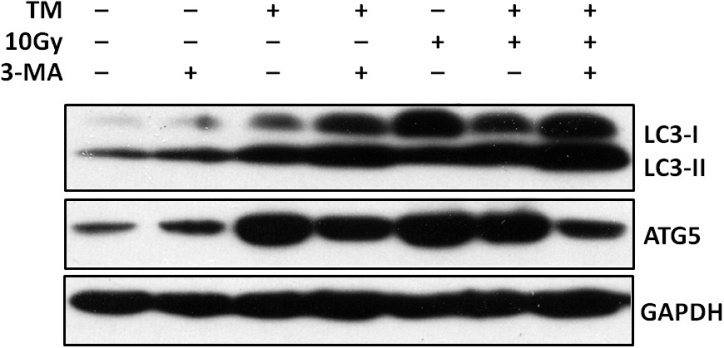 TM – – + + – + +
10Gy – – – – + + +
3-MA – + – + – – +
LC3-I
LC3-II
ATG5
GAPDH